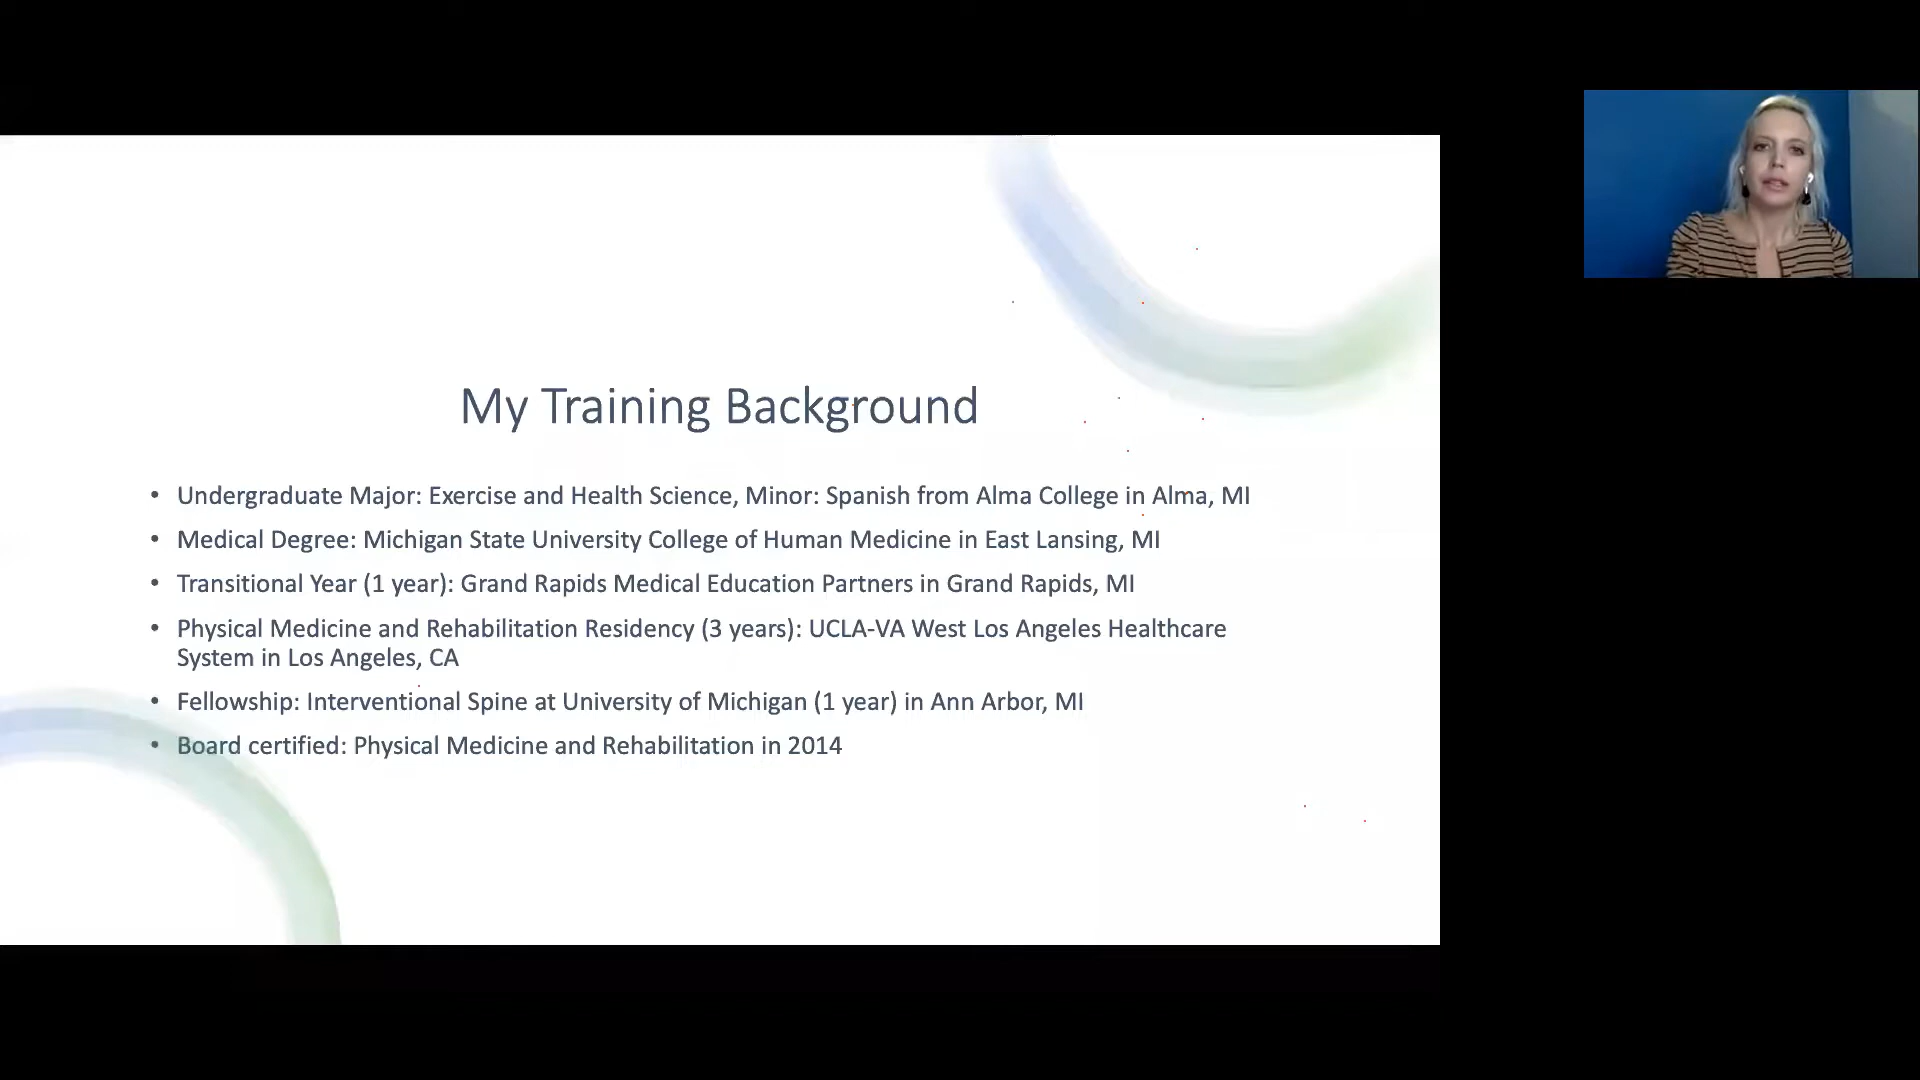 My Training Background
• Undergraduate Major: Exercise and Health Science, Minor: Spanish from Alma College in Alma, MI
• Medical Degree: Michigan State University College of Human Medicine in East Lansing, MI
• Transitional Year (1 year): Grand Rapids Medical Education Partners in Grand Rapids, MI
• Physical Medicine and Rehabilitation Residency (3 years): UCLA-VA West Los Angeles Healthcare
System in Los Angeles, CA
• Fellowship: Interventional Spine at University of Michigan (1 year) in Ann Arbor, MI
• Board certified: Physical Medicine and Rehabilitation in 2014